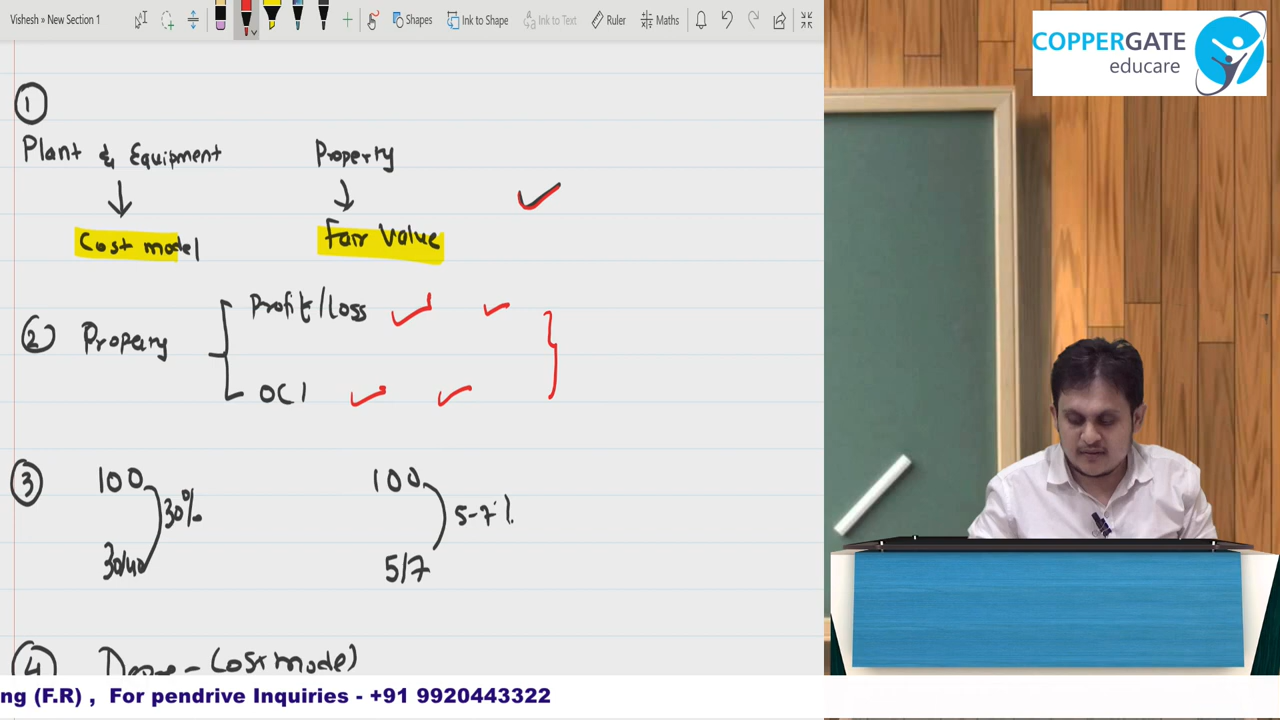 Vishesh » New Section 1
Shapes
Ink to Shape
Ink to Text
Ruler
Maths
COPPERGATE
educare
1
Plant & Equipment Property
Cost model Fair Value
2 Property
Profit/Loss
OCI
3 100 100
30% 5-7%
30/40 5/7
4 - Cost model
ng (F.R) , For pendrive Inquiries - +91 9920443322